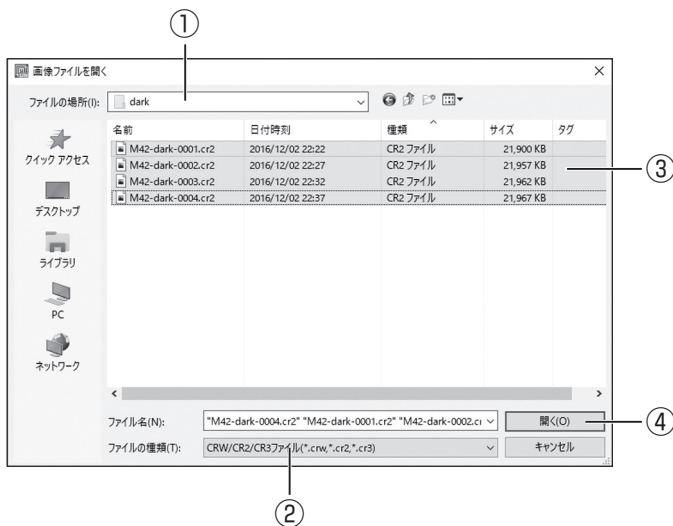 ①
画像ファイルを開く
ファイルの場所(I): dark
名前 日付時刻 種類 サイズ タグ
M42-dark-0001.cr2 2016/12/02 22:22 CR2 ファイル 21,900 KB
M42-dark-0002.cr2 2016/12/02 22:27 CR2 ファイル 21,957 KB
M42-dark-0003.cr2 2016/12/02 22:32 CR2 ファイル 21,962 KB
M42-dark-0004.cr2 2016/12/02 22:37 CR2 ファイル 21,967 KB
③
クイック アクセス
デスクトップ
ライブラリ
PC
ネットワーク
ファイル名(N): "M42-dark-0004.cr2" "M42-dark-0001.cr2" "M42-dark-0002.cr 開く(O)
④
ファイルの種類(T): CRW/CR2/CR3ファイル(*.crw,*.cr2,*.cr3) キャンセル
②